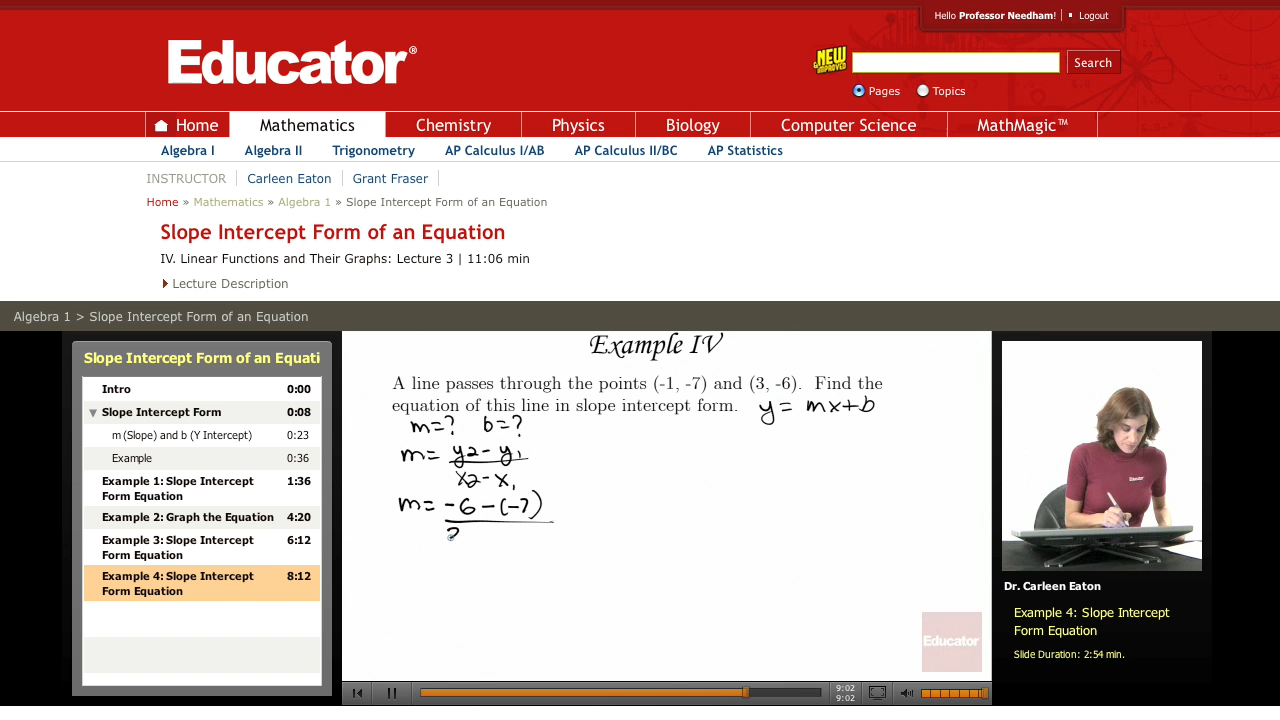 Hello Professor Needham! Logout
Educator®
NEW & IMPROVED
Search
Pages Topics
Home Mathematics Chemistry Physics Biology Computer Science MathMagic™
Algebra I Algebra II Trigonometry AP Calculus I/AB AP Calculus II/BC AP Statistics
INSTRUCTOR Carleen Eaton Grant Fraser
Home » Mathematics » Algebra 1 » Slope Intercept Form of an Equation
Slope Intercept Form of an Equation
IV. Linear Functions and Their Graphs: Lecture 3 | 11:06 min
Lecture Description
Algebra 1 > Slope Intercept Form of an Equation
Slope Intercept Form of an Equati
Intro 0:00
Slope Intercept Form 0:08
m (Slope) and b (Y Intercept) 0:23
Example 0:36
Example 1: Slope Intercept 1:36
Form Equation
Example 2: Graph the Equation 4:20
Example 3: Slope Intercept 6:12
Form Equation
Example 4: Slope Intercept 8:12
Form Equation
Example IV
A line passes through the points (-1, -7) and (3, -6). Find the
equation of this line in slope intercept form. y = mx+b
m=? b=?
m= y2 - y1
x2 - x1
m= -6 - (-7)
Educator
9:02
9:02
Educator
Dr. Carleen Eaton
Example 4: Slope Intercept
Form Equation
Slide Duration: 2:54 min.